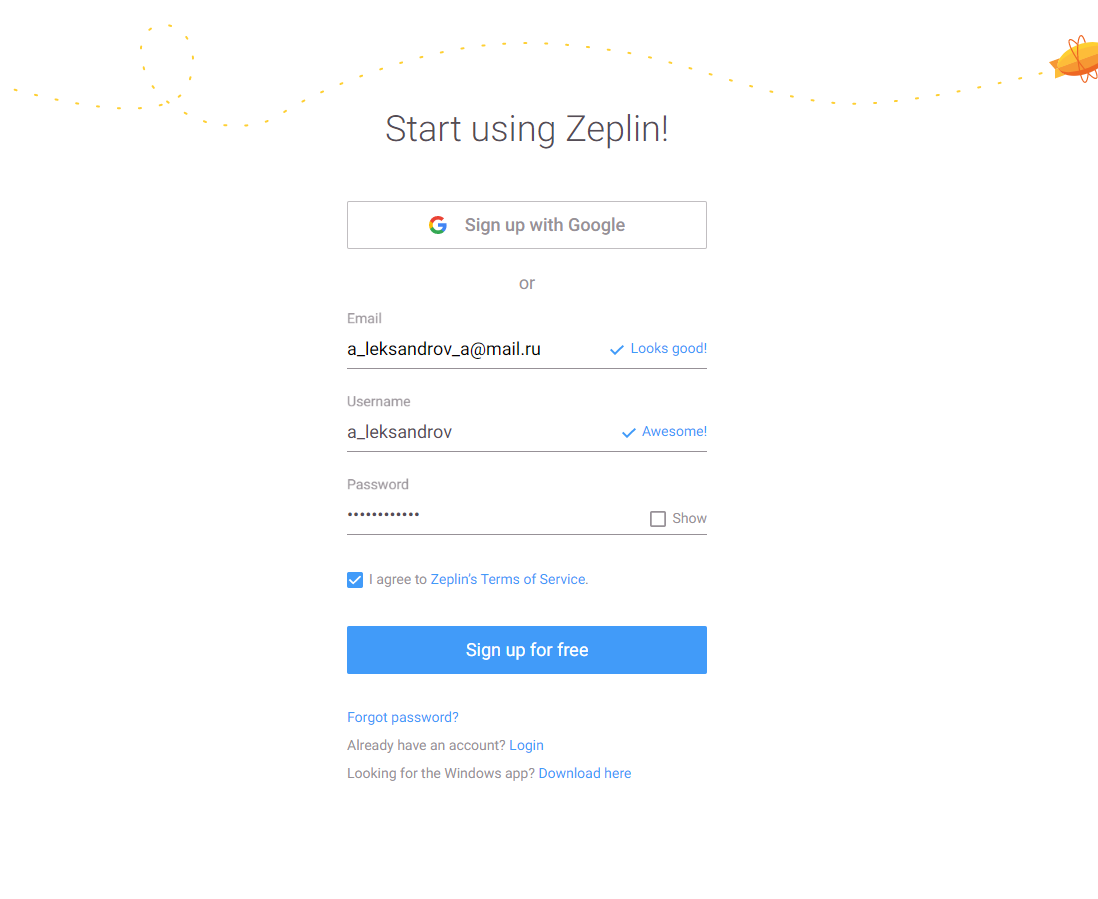 Start using Zeplin!
Sign up with Google
or
Email
a_leksandrov_a@mail.ru
Looks good!
Username
a_leksandrov
Awesome!
Password
••••••••••••
Show
I agree to Zeplin's Terms of Service.
Sign up for free
Forgot password?
Already have an account? Login
Looking for the Windows app? Download here